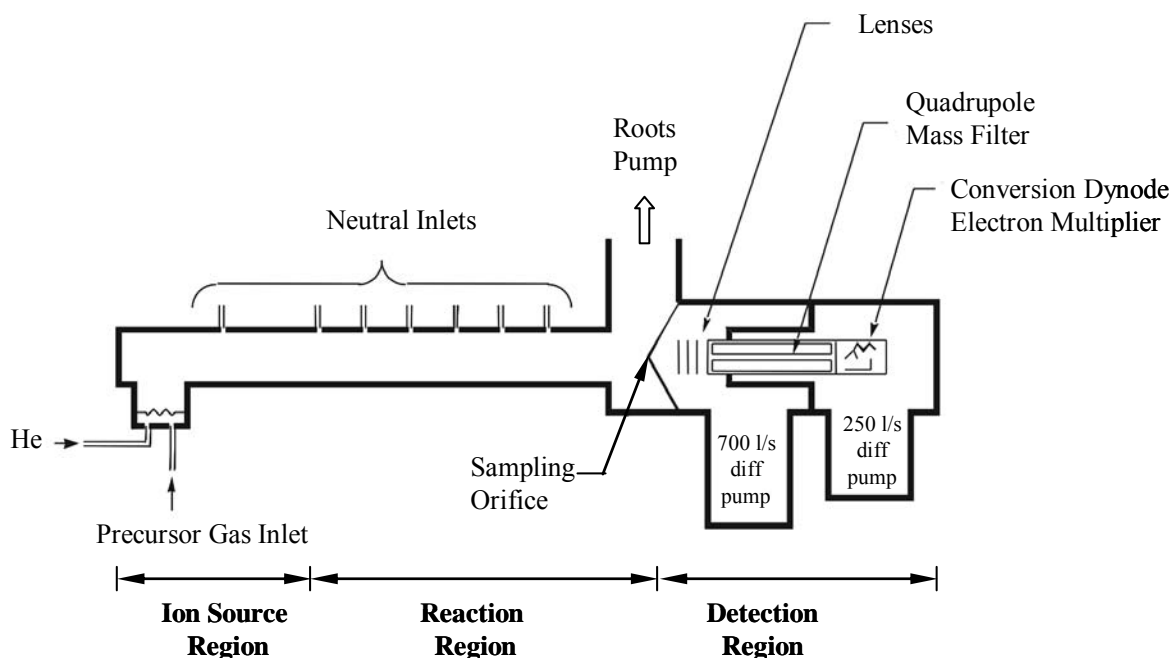 Lenses
Quadrupole
Mass Filter
Roots
Pump
Conversion Dynode
Electron Multiplier
Neutral Inlets
He
Sampling
Orifice
700 l/s
diff
pump
250 l/s
diff
pump
Precursor Gas Inlet
Ion Source
Region
Reaction
Region
Detection
Region